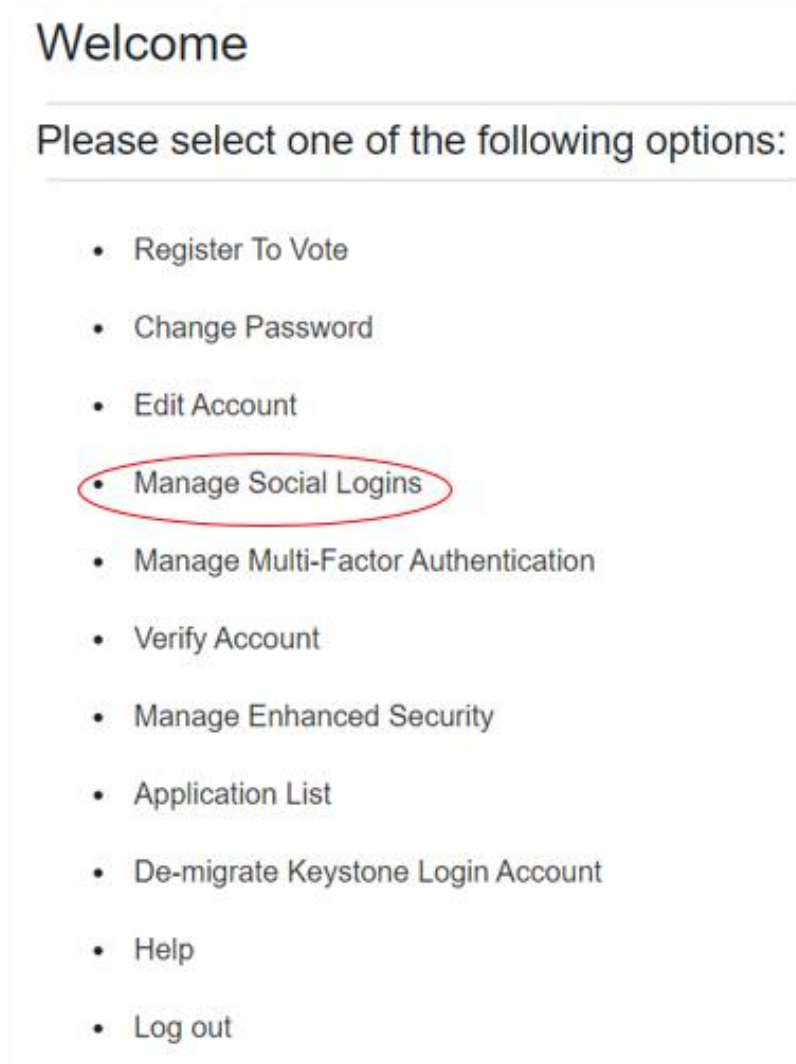 Welcome
Please select one of the following options:
• Register To Vote
• Change Password
• Edit Account
• Manage Social Logins
• Manage Multi-Factor Authentication
• Verify Account
• Manage Enhanced Security
• Application List
• De-migrate Keystone Login Account
• Help
• Log out